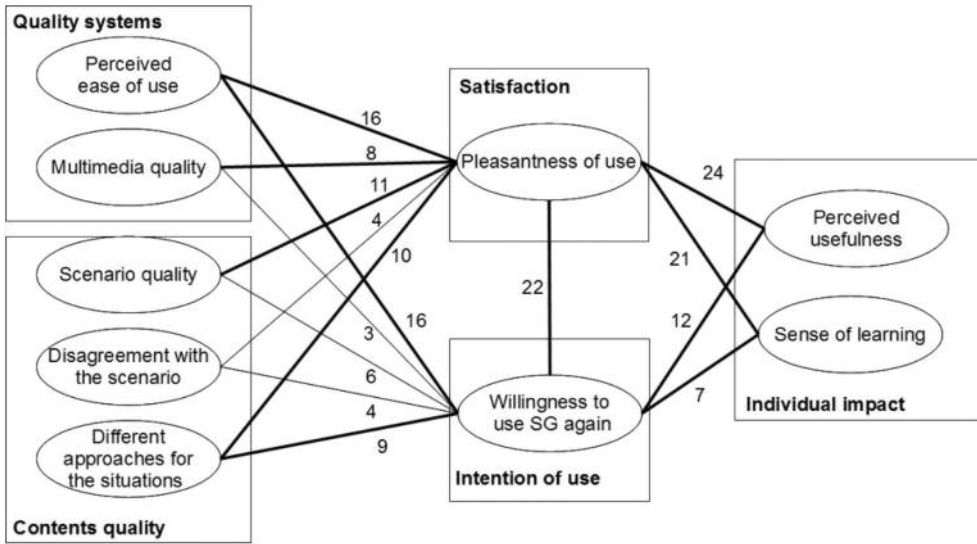 Quality systems
Perceived
ease of use
Multimedia quality
Scenario quality
Disagreement with
the scenario
Different
approaches for
the situations
Contents quality
16
8
11
4
10
16
3
6
4
9
Satisfaction
Pleasantness of use
22
Willingness to
use SG again
Intention of use
24
21
12
7
Perceived
usefulness
Sense of learning
Individual impact